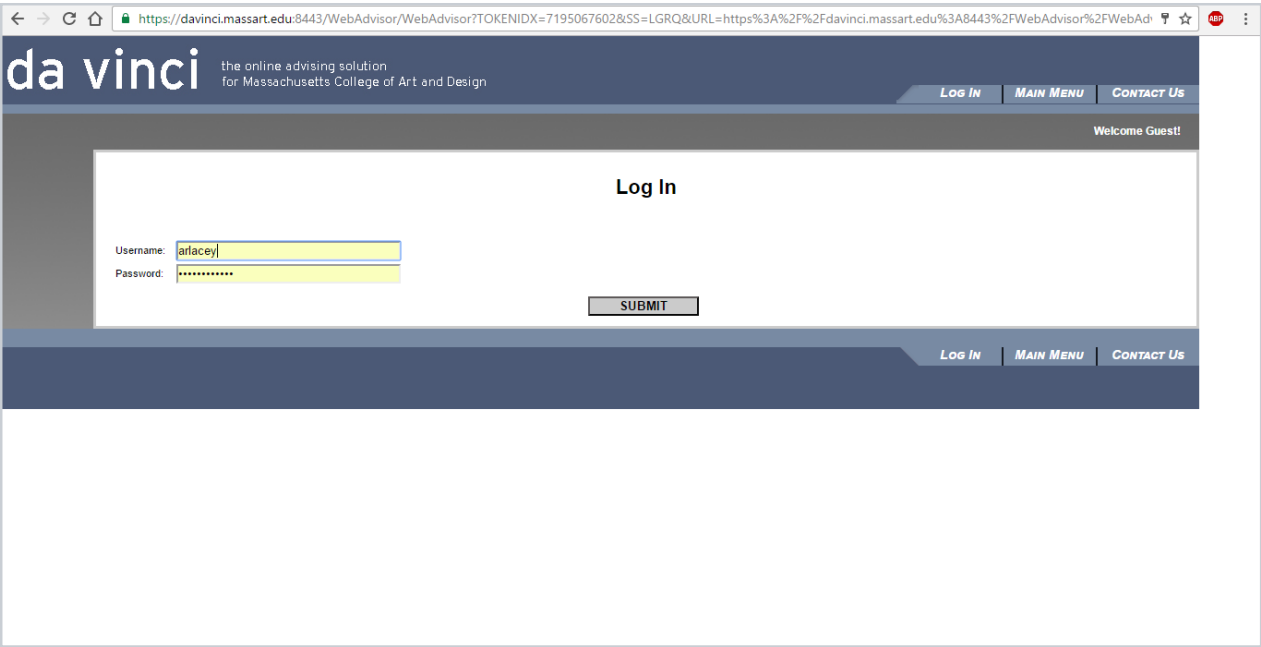 https://davinci.massart.edu:8443/WebAdvisor/WebAdvisor?TOKENIDX=7195067602&SS=LGRQ&URL=https%3A%2F%2Fdavinci.massart.edu%3A8443%2FWebAdvisor%2FWebAdv
ABP
da vinci
the online advising solution
for Massachusetts College of Art and Design
LOG IN MAIN MENU CONTACT US
Welcome Guest!
Log In
Username: arlacey
Password: ••••••••••••
SUBMIT
LOG IN MAIN MENU CONTACT US